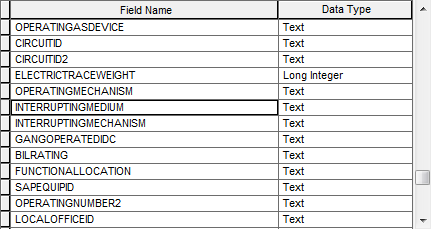 Field Name Data Type
OPERATINGASDEVICE Text
CIRCUITID Text
CIRCUITID2 Text
ELECTRICTRACEWEIGHT Long Integer
OPERATINGMECHANISM Text
INTERRUPTINGMEDIUM Text
INTERRUPTINGMECHANISM Text
GANGOPERATEDIDC Text
BILRATING Text
FUNCTIONALLOCATION Text
SAPEQUIPID Text
OPERATINGNUMBER2 Text
LOCALOFFICEID Text